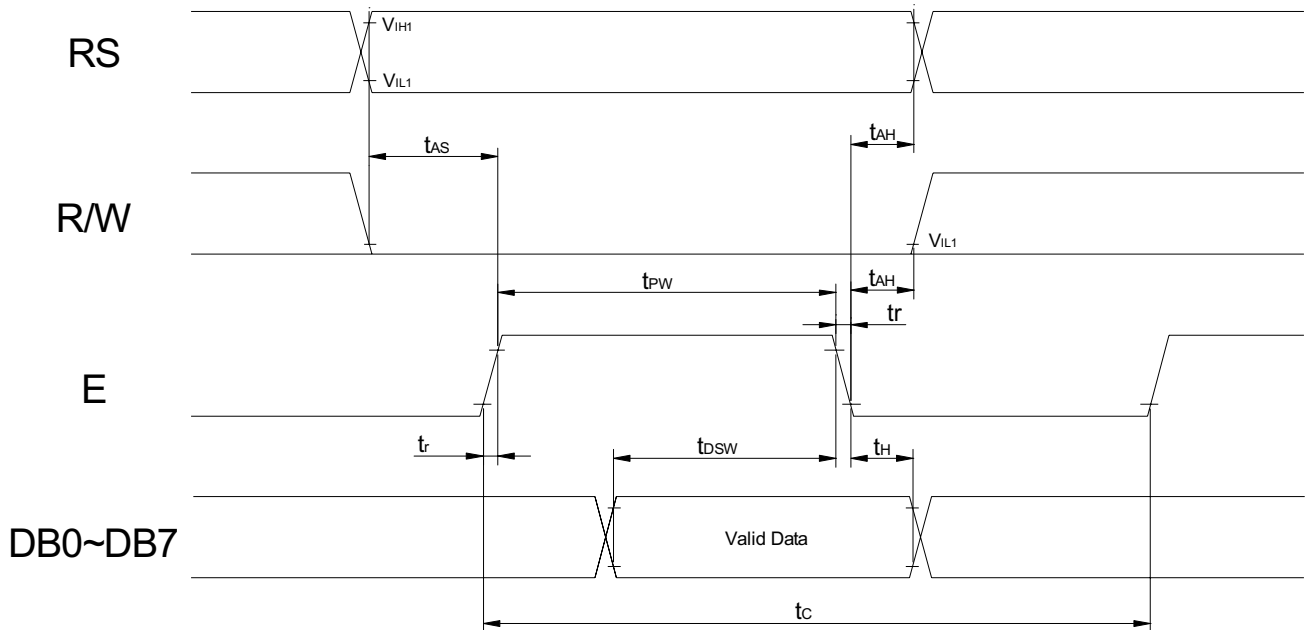 RS
VIH1
VIL1
tAS
tAH
R/W
VIL1
tPW
tAH
tr
E
tr
tDSW
tH
DB0~DB7
Valid Data
tC